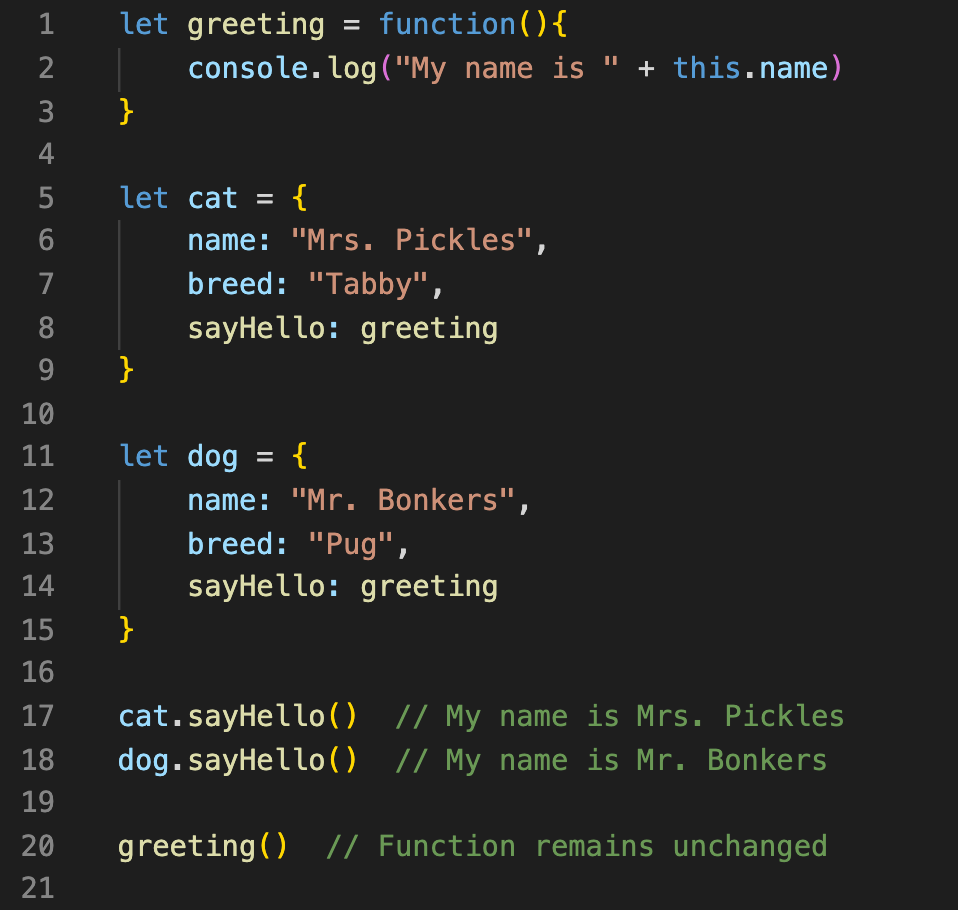 1 let greeting = function(){
2 console.log("My name is " + this.name)
3 }
4
5 let cat = {
6 name: "Mrs. Pickles",
7 breed: "Tabby",
8 sayHello: greeting
9 }
10
11 let dog = {
12 name: "Mr. Bonkers",
13 breed: "Pug",
14 sayHello: greeting
15 }
16
17 cat.sayHello() // My name is Mrs. Pickles
18 dog.sayHello() // My name is Mr. Bonkers
19
20 greeting() // Function remains unchanged
21